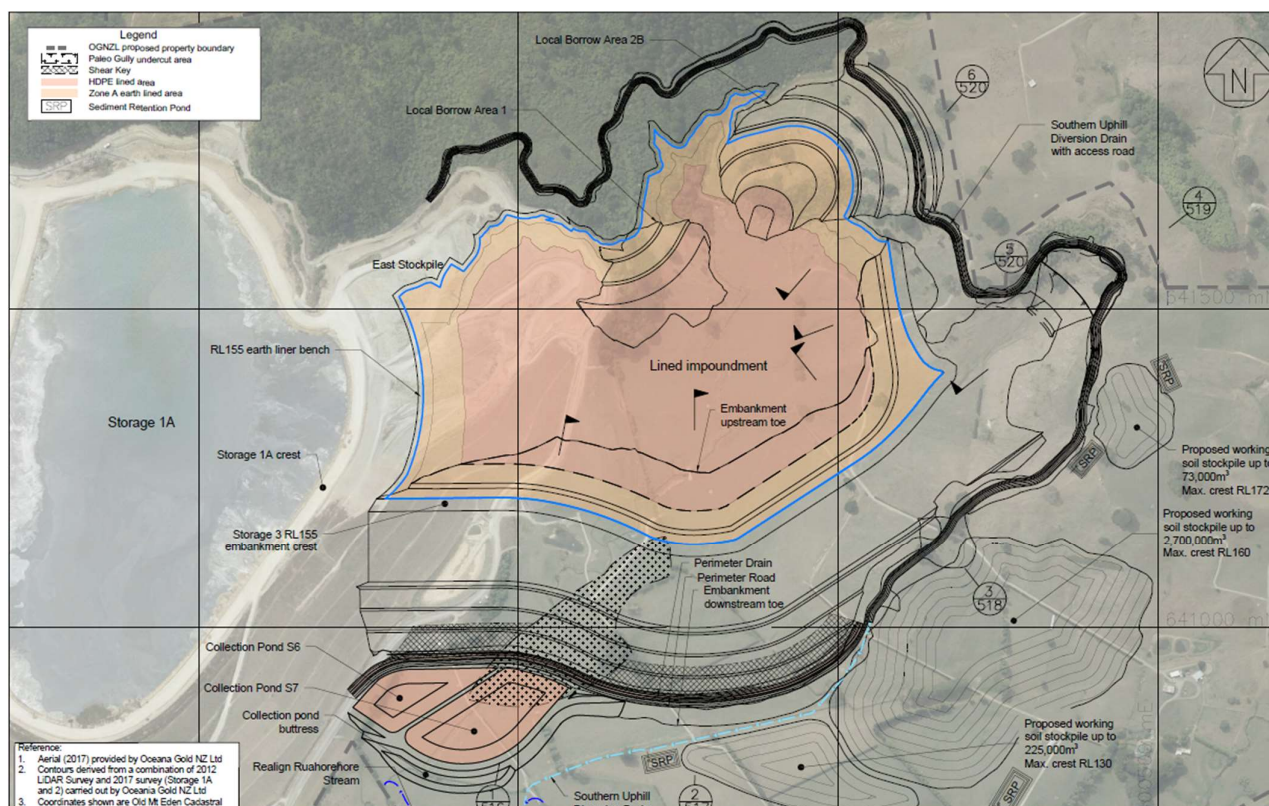 Legend
OGNZL proposed property boundary
Paleo Gully undercut area
Shear Key
HDPE lined area
Zone A earth lined area
SRP
Sediment Retention Pond
Local Borrow Area 2B
Local Borrow Area 1
6
520
N
Southern Uphill
Diversion Drain
with access road
4
519
5
520
East Stockpile
641500 m
RL155 earth liner bench
Lined impoundment
Storage 1A
Embankment
upstream toe
SRP
Storage 1A crest
SRP
Proposed working
soil stockpile up to
73,000m³
Max. crest RL172
Proposed working
soil stockpile up to
2,700,000m³
Max. crest RL160
Storage 3 RL155
embankment crest
Perimeter Drain
Perimeter Road
Embankment
downstream toe
3
518
641000 m
Collection Pond S6
Collection Pond S7
Collection pond
buttress
Realign Ruahorehore
Stream
Proposed working
soil stockpile up to
225,000m³
Max. crest RL130
SRP
SRP
Southern Uphill
2
Reference:
1. Aerial (2017) provided by Oceana Gold NZ Ltd
2. Contours derived from a combination of 2012
LiDAR Survey and 2017 survey (Storage 1A
and 2) carried out by Oceania Gold NZ Ltd
3. Coordinates shown are Old Mt Eden Cadastral